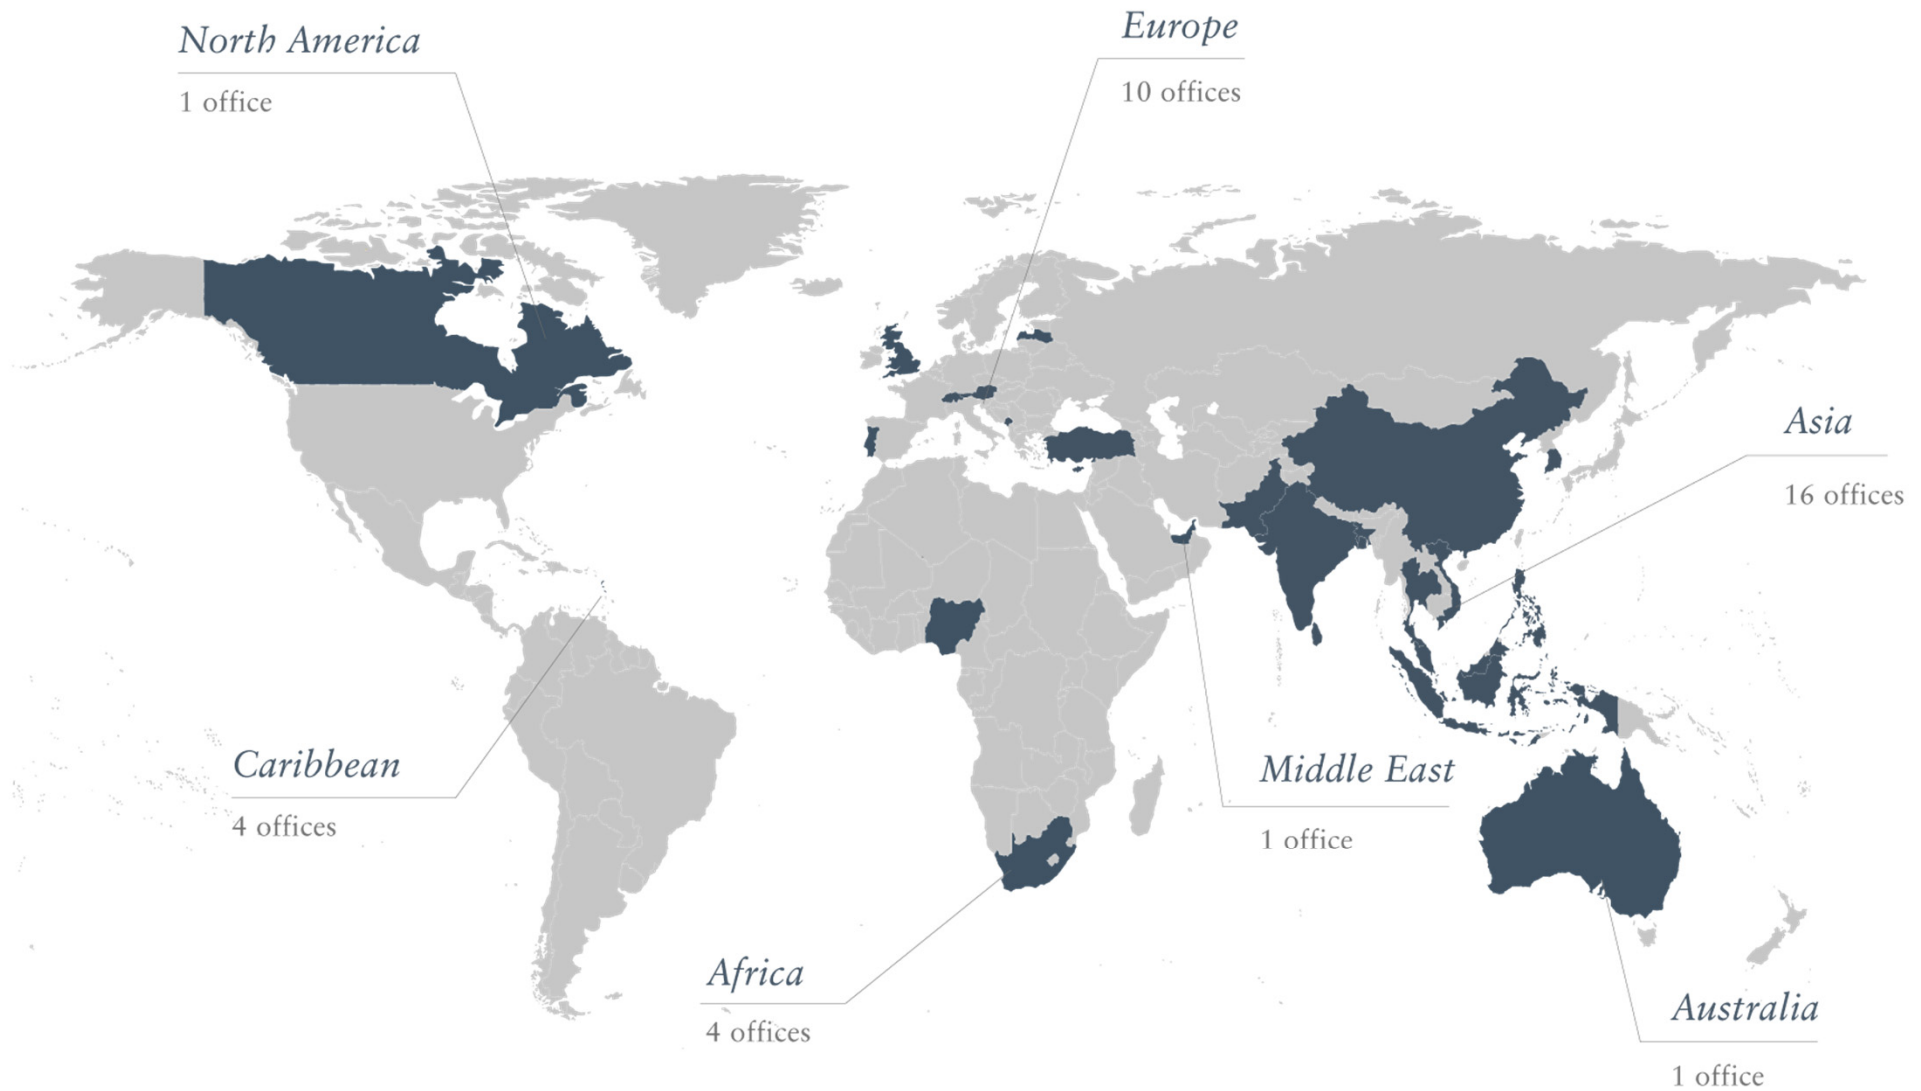 North America
1 office
Europe
10 offices
Asia
16 offices
Caribbean
4 offices
Middle East
1 office
Africa
4 offices
Australia
1 office